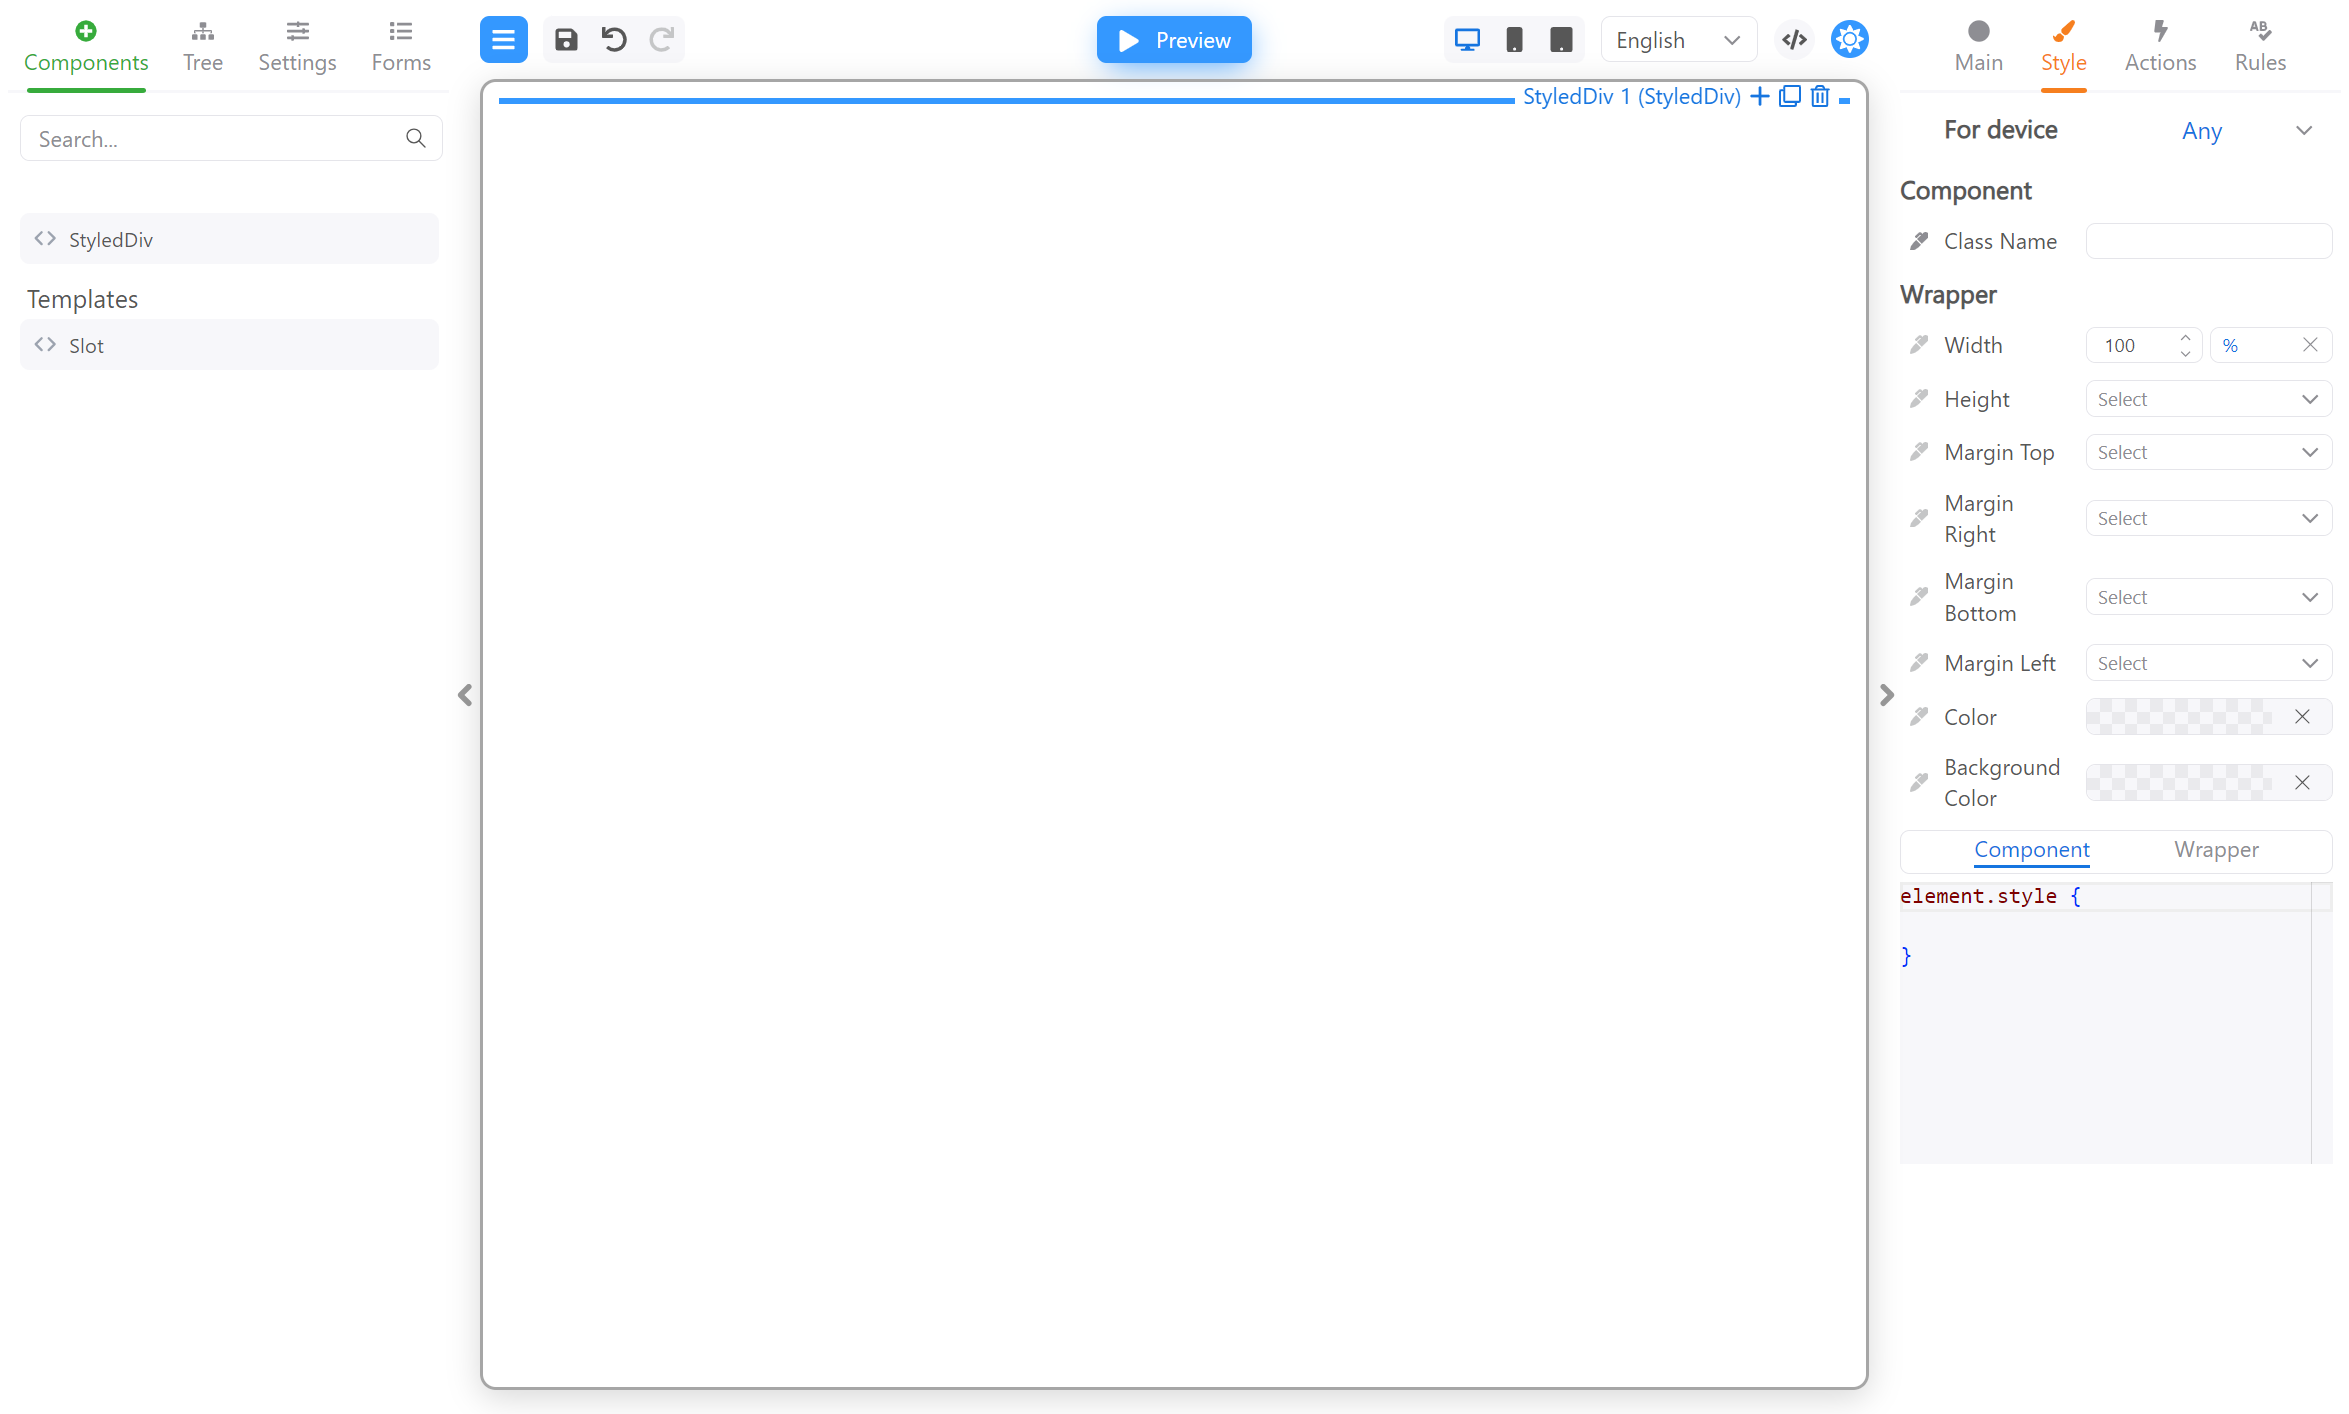 Components
Tree
Settings
Forms
Search...
StyledDiv
Templates
Slot
Preview
English
StyledDiv 1 (StyledDiv)
Main
Style
Actions
AB
Rules
For device
Any
Component
Class Name
Wrapper
Width
100
%
Height
Select
Margin Top
Select
Margin
Right
Select
Margin
Bottom
Select
Margin Left
Select
Color
Background
Color
Component
Wrapper
element.style {
}